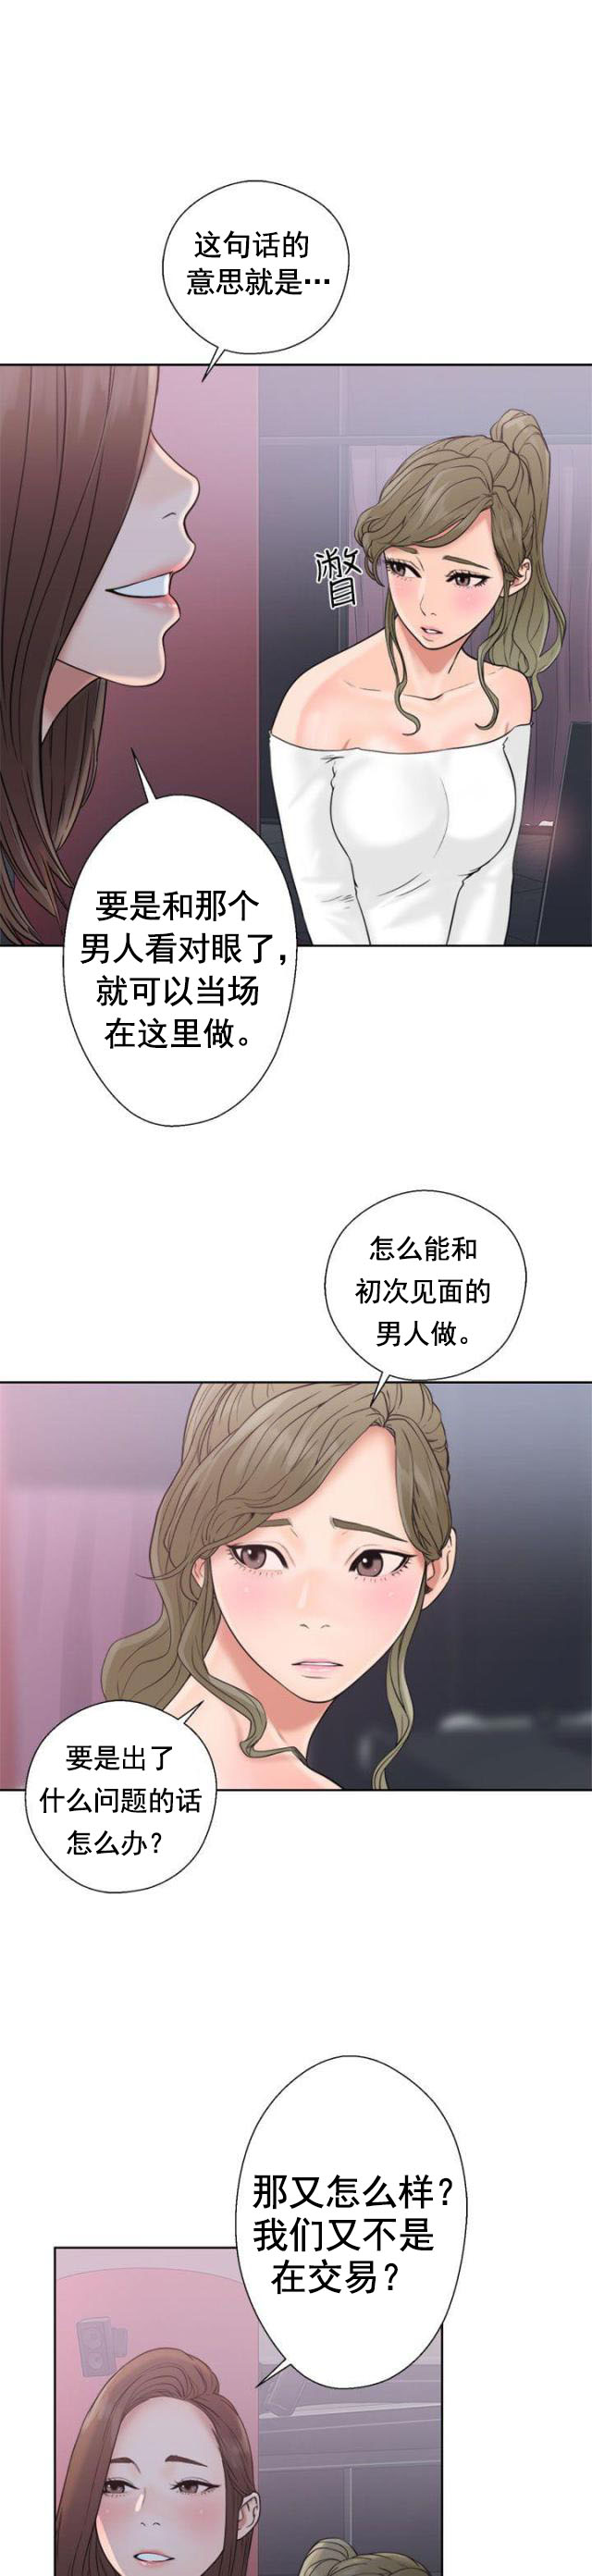 这句话的
意思就是…
瞥
要是和那个
男人看对眼了，
就可以当场
在这里做。
怎么能和
初次见面的
男人做。
要是出了
什么问题的话
怎么办？
那又怎么样？
我们又不是
在交易？